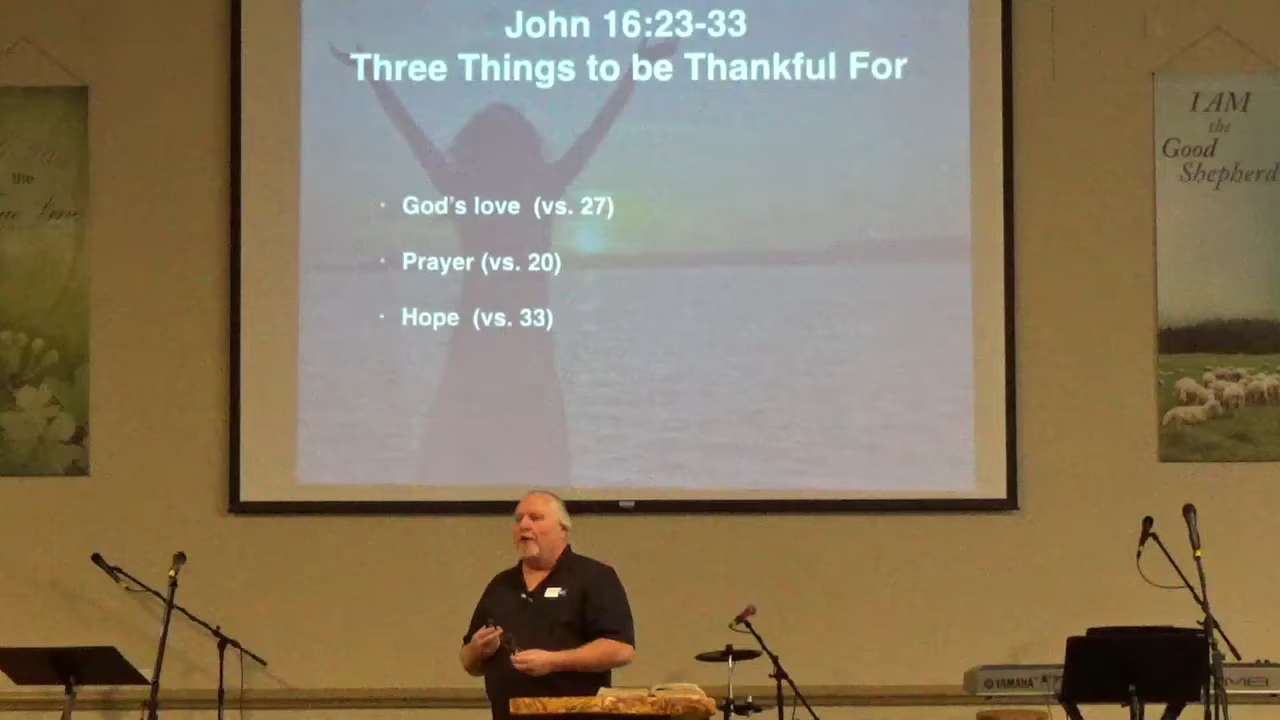 John 16:23-33
Three Things to be Thankful For
· God's love (vs. 27)
· Prayer (vs. 20)
· Hope (vs. 33)
I AM
the
Good
Shepherd
the
YAMAHA